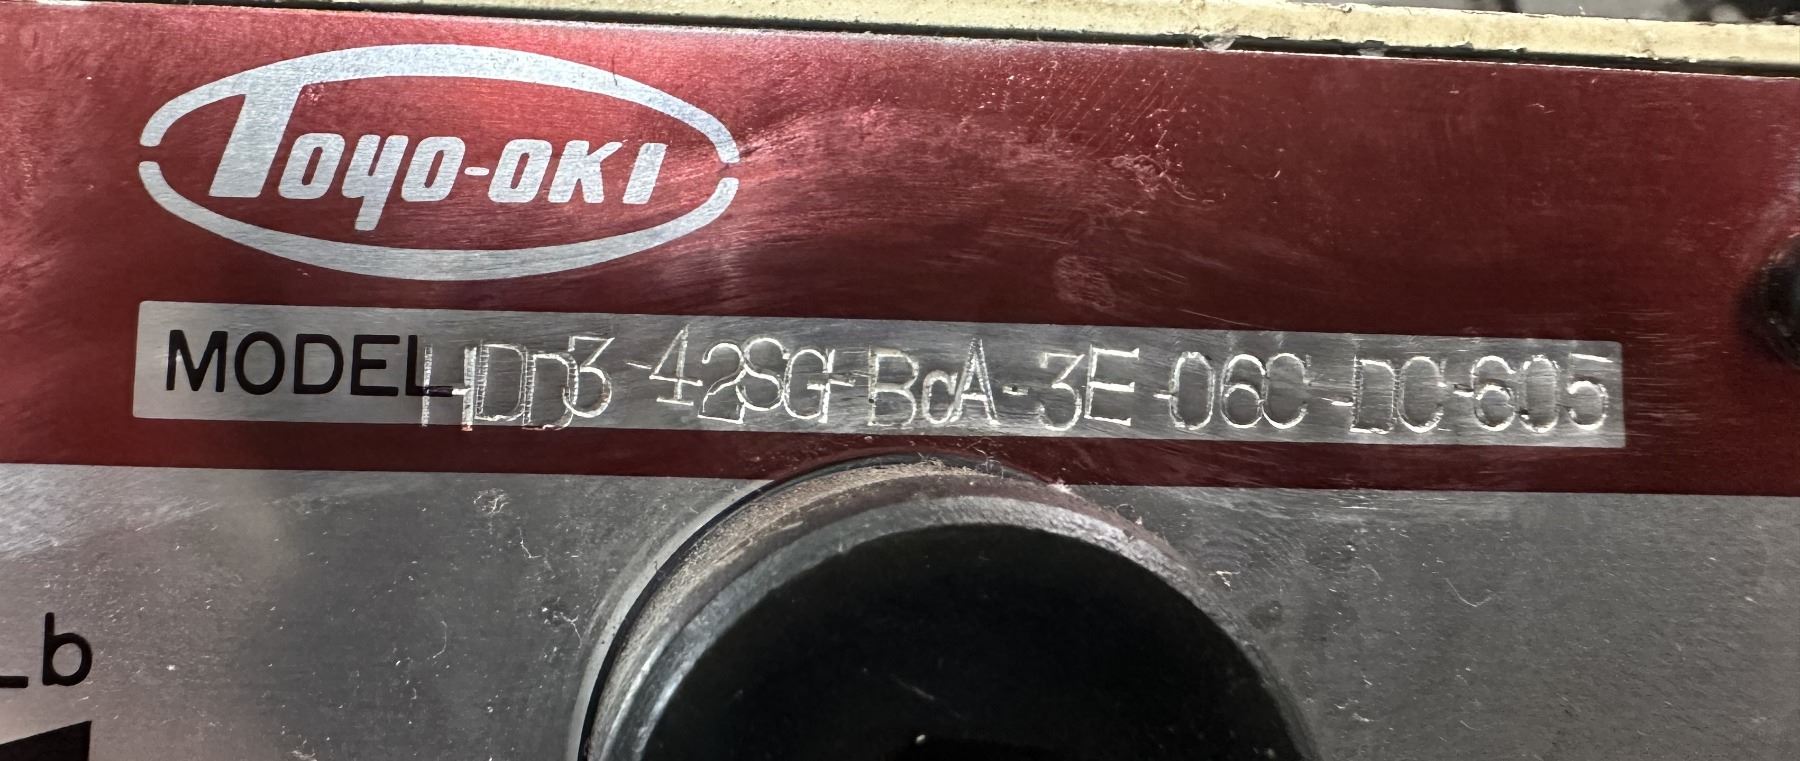 Toyo-OKI
MODEL HDD3-42SG-BcA-3E-06C-DC-605
Lb